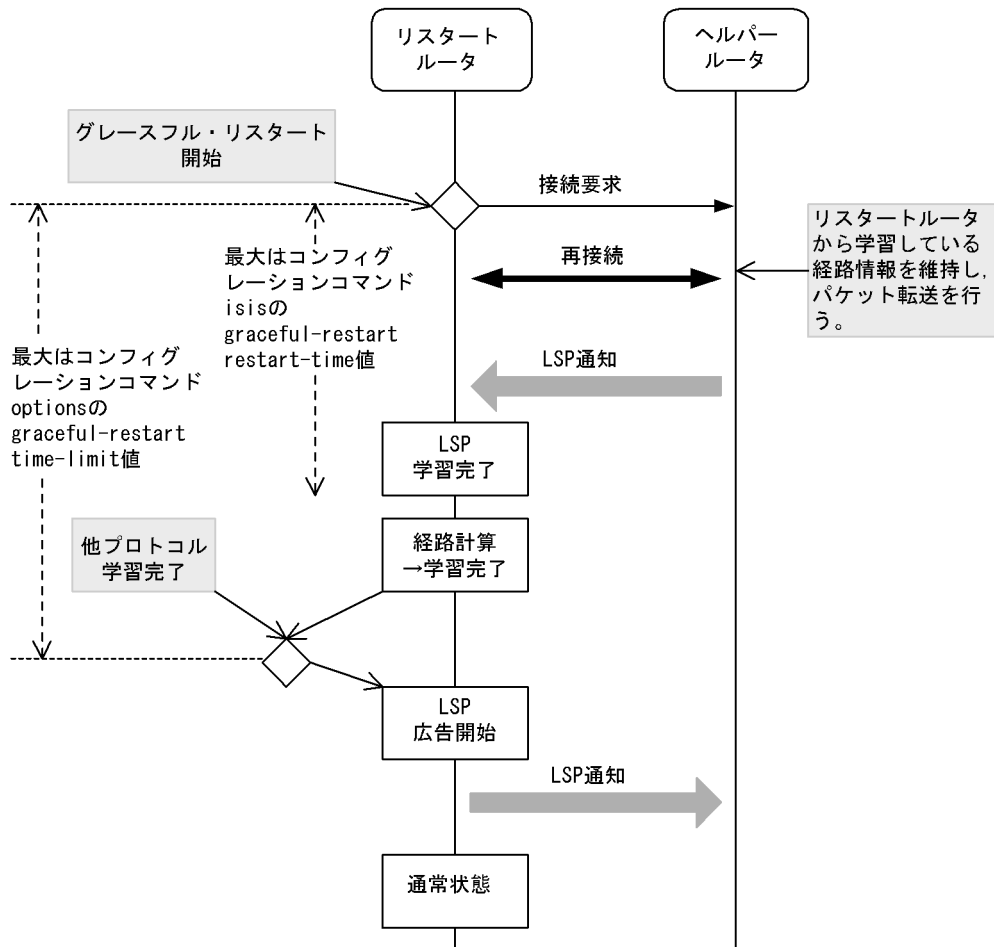 リスタート
ルータ
ヘルパー
ルータ
グレースフル・リスタート
開始
接続要求
リスタートルータ
から学習している
経路情報を維持し，
パケット転送を行
う。
再接続
最大はコンフィグ
レーションコマンド
isisの
graceful-restart
restart-time値
最大はコンフィグ
レーションコマンド
optionsの
graceful-restart
time-limit値
LSP通知
LSP
学習完了
他プロトコル
学習完了
経路計算
→学習完了
LSP
広告開始
LSP通知
通常状態